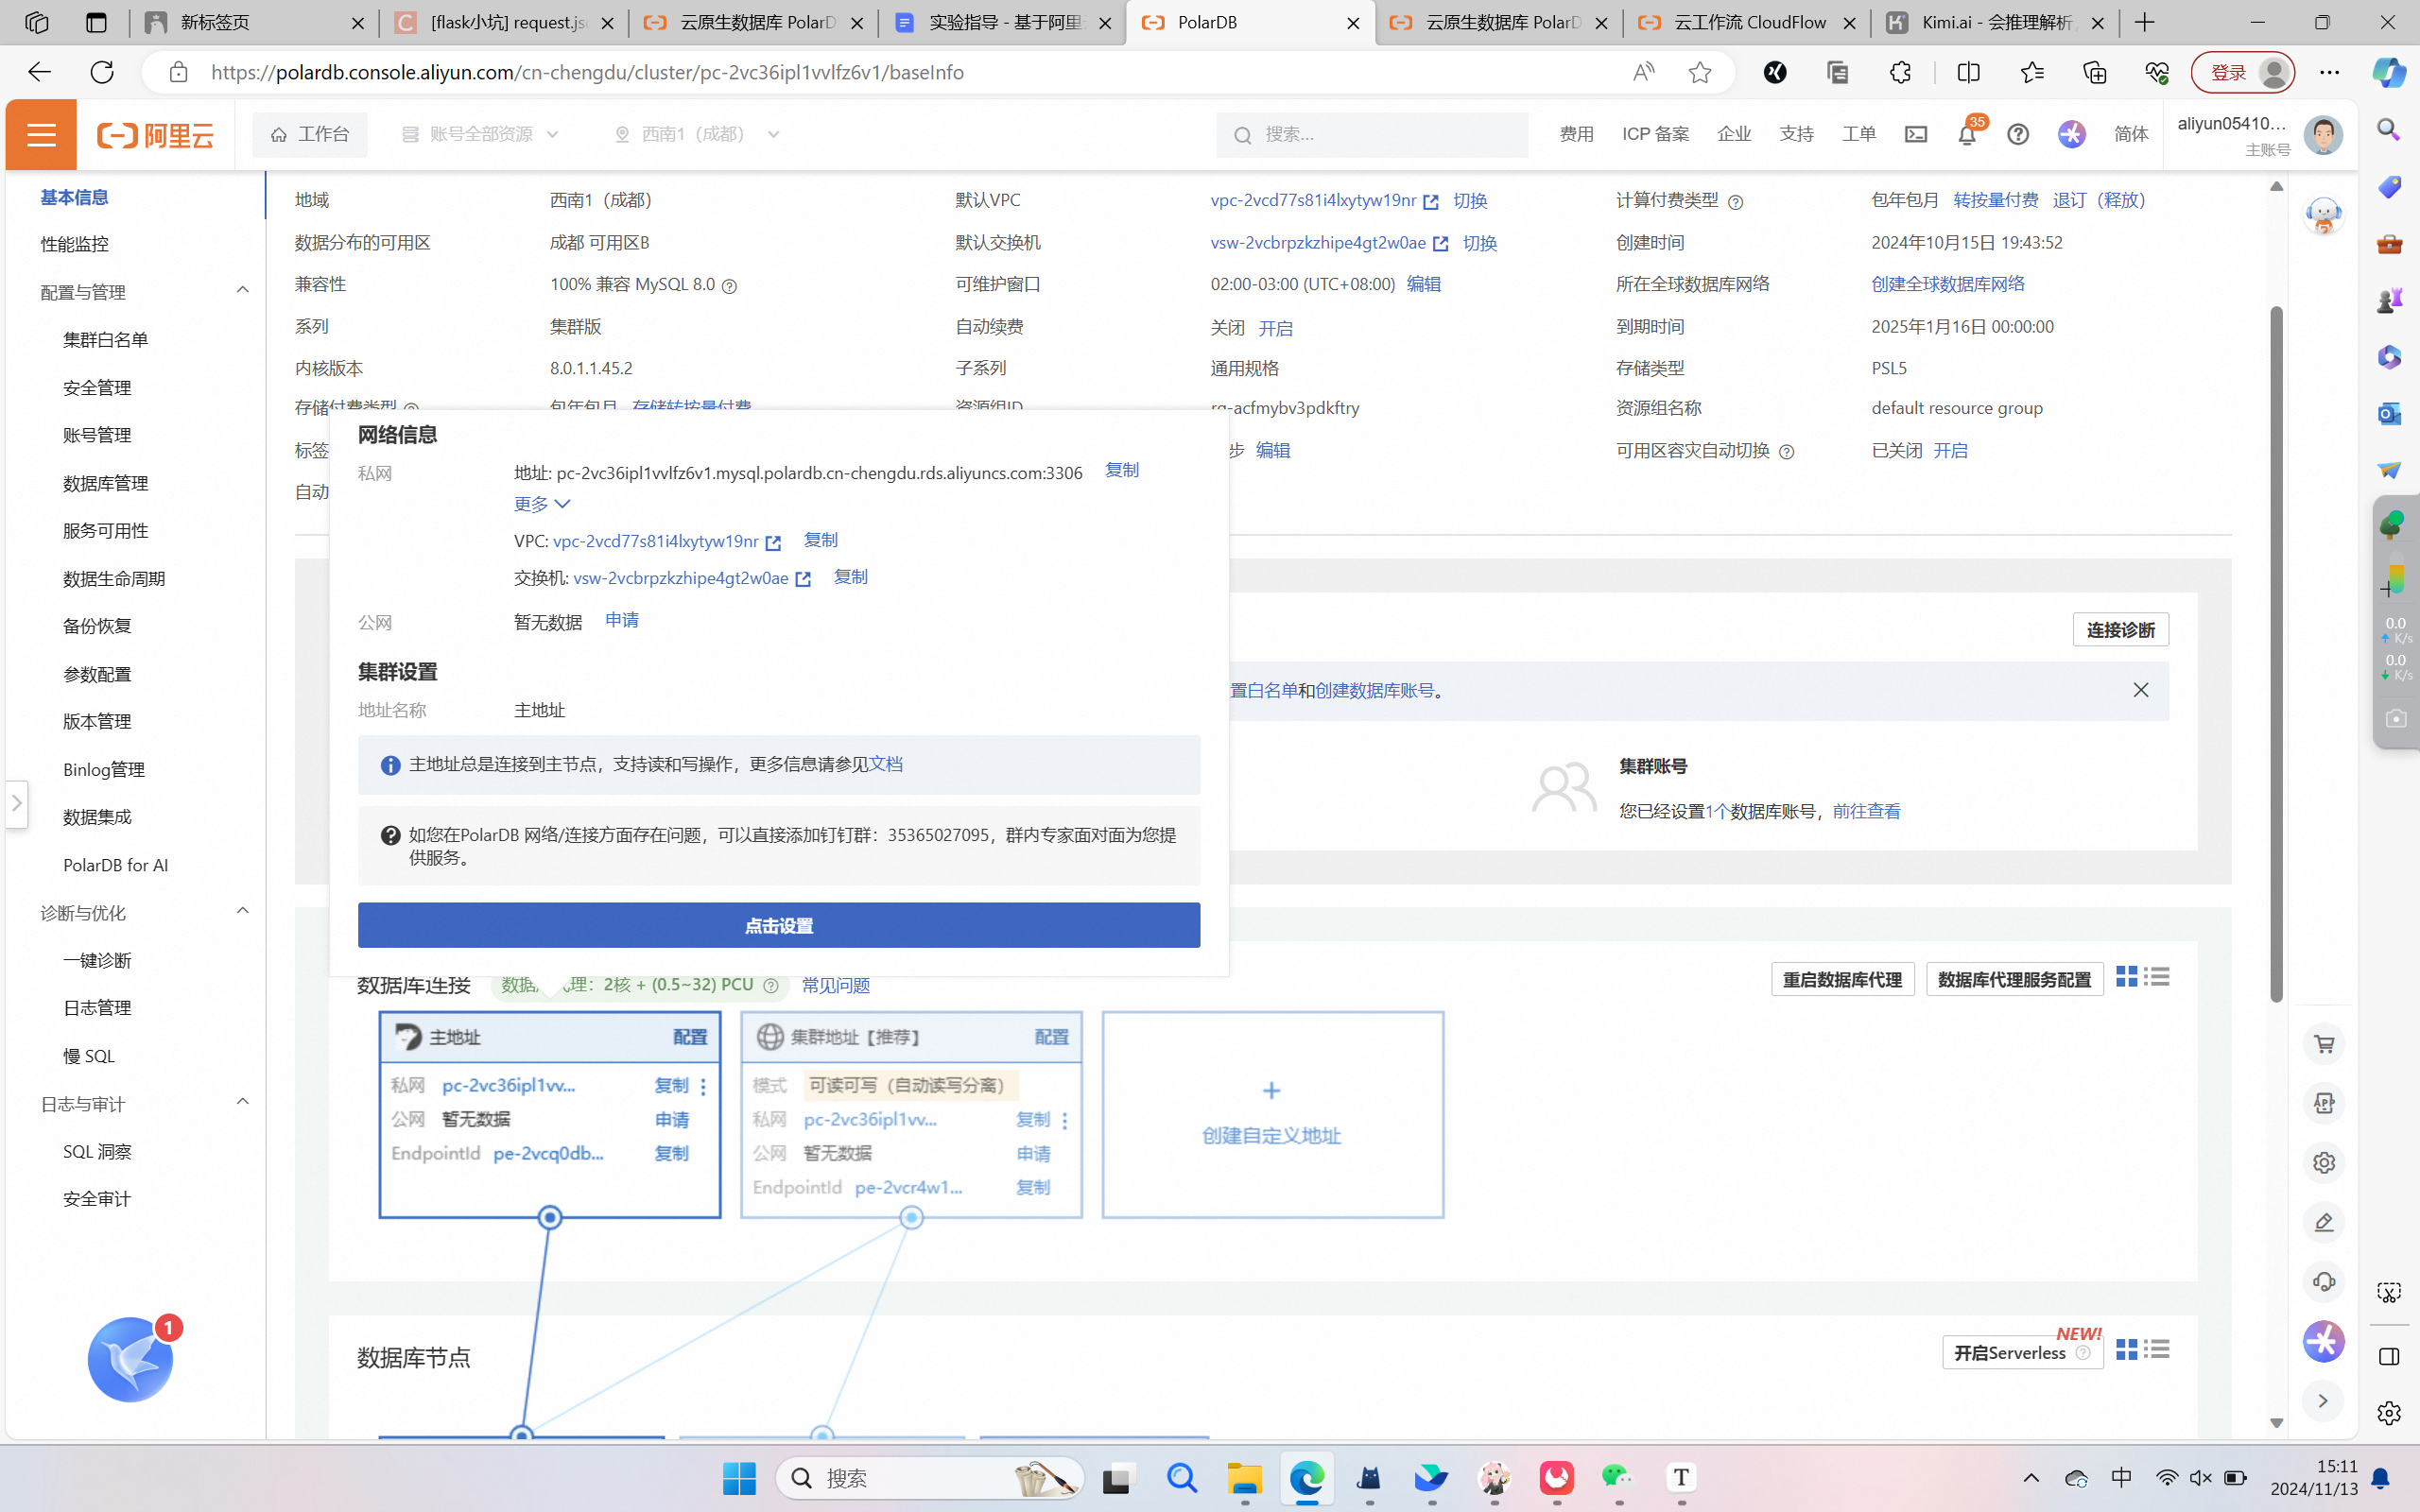 新标签页
[flask小坑] request.js
云原生数据库 PolarD
实验指导 - 基于阿里
PolarDB
云原生数据库 PolarD
云工作流 CloudFlow
Kimi.ai - 会推理解析
https://polardb.console.aliyun.com/cn-chengdu/cluster/pc-2vc36ipl1vvlfz6v1/baseInfo
登录
阿里云
工作台
账号全部资源
西南1（成都）
搜索...
费用
ICP 备案
企业
支持
工单
35
简体
aliyun05410...
主账号
基本信息
性能监控
配置与管理
集群白名单
安全管理
账号管理
数据库管理
服务可用性
数据生命周期
备份恢复
参数配置
版本管理
Binlog管理
数据集成
PolarDB for AI
诊断与优化
一键诊断
日志管理
慢 SQL
日志与审计
SQL 洞察
安全审计
1
地域 西南1（成都） 默认VPC vpc-2vcd77s81i4lxytyw19nr 切换 计算付费类型 包年包月 转按量付费 退订（释放）
数据分布的可用区 成都 可用区B 默认交换机 vsw-2vcbrpzkzhipe4gt2w0ae 切换 创建时间 2024年10月15日 19:43:52
兼容性 100% 兼容 MySQL 8.0 可维护窗口 02:00-03:00 (UTC+08:00) 编辑 所在全球数据库网络 创建全球数据库网络
系列 集群版 自动续费 关闭 开启 到期时间 2025年1月16日 00:00:00
内核版本 8.0.1.1.45.2 子系列 通用规格 存储类型 PSL5
存储付费类型 包年包月 存储转按量付费 资源组ID rg-acfmybv3pdkftry 资源组名称 default resource group
标签 步 编辑 可用区容灾自动切换 已关闭 开启
自动
网络信息
私网 地址: pc-2vc36ipl1vvlfz6v1.mysql.polardb.cn-chengdu.rds.aliyuncs.com:3306 复制
更多
VPC: vpc-2vcd77s81i4lxytyw19nr 复制
交换机: vsw-2vcbrpzkzhipe4gt2w0ae 复制
公网 暂无数据 申请
集群设置
地址名称 主地址
主地址总是连接到主节点，支持读和写操作，更多信息请参见文档
如您在PolarDB 网络/连接方面存在问题，可以直接添加钉钉群：35365027095，群内专家面对面为您提
供服务。
点击设置
连接诊断
置白名单和创建数据库账号。
集群账号
您已经设置1个数据库账号，前往查看
数据库连接 数据 代理：2核 + (0.5~32) PCU 常见问题
重启数据库代理
数据库代理服务配置
主地址 配置
私网 pc-2vc36ipl1vv... 复制
公网 暂无数据 申请
EndpointId pe-2vcq0db... 复制
集群地址【推荐】 配置
模式 可读可写（自动读写分离）
私网 pc-2vc36ipl1vv... 复制
公网 暂无数据 申请
EndpointId pe-2vcr4w1... 复制
+
创建自定义地址
数据库节点
NEW!
开启Serverless
APP
0.0
K/s
0.0
K/s
搜索
T
中
15:11
2024/11/13